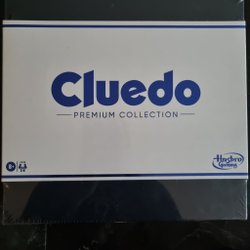 Cluedo
PREMIUM COLLECTION
Hasbro
Gaming